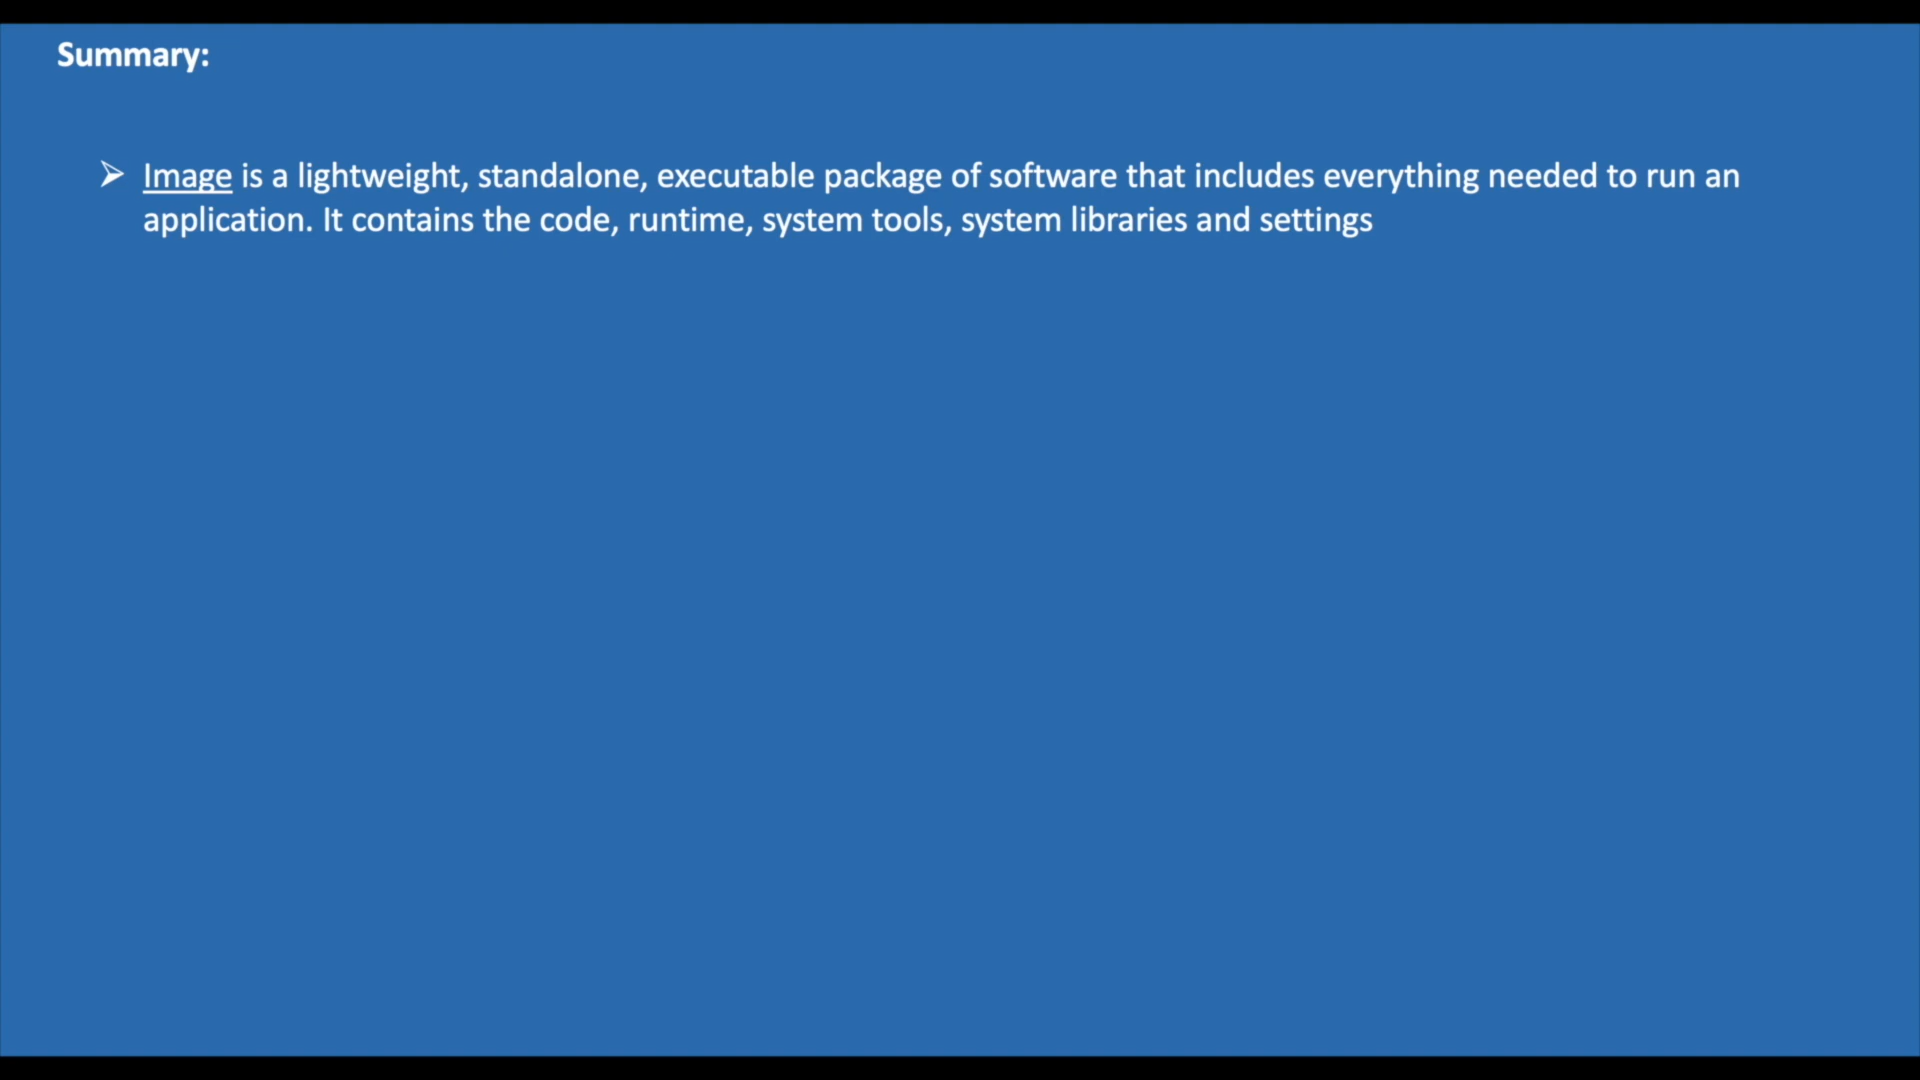 Summary:
➢ Image is a lightweight, standalone, executable package of software that includes everything needed to run an
application. It contains the code, runtime, system tools, system libraries and settings